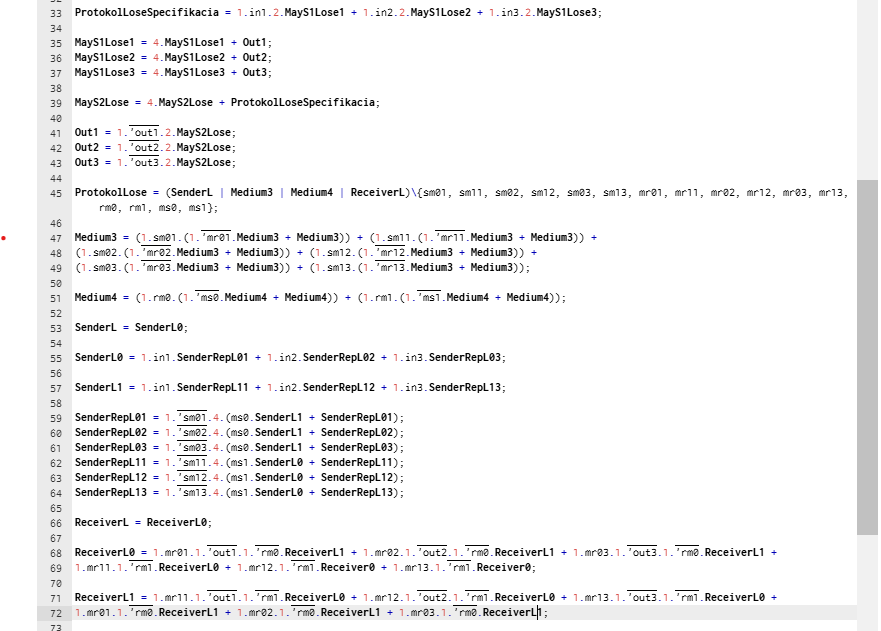 33 ProtokolLoseSpecifikacia = 1.in1.2.MayS1Lose1 + 1.in2.2.MayS1Lose2 + 1.in3.2.MayS1Lose3;
34
35 MayS1Lose1 = 4.MayS1Lose1 + Out1;
36 MayS1Lose2 = 4.MayS1Lose2 + Out2;
37 MayS1Lose3 = 4.MayS1Lose3 + Out3;
38
39 MayS2Lose = 4.MayS2Lose + ProtokolLoseSpecifikacia;
40
41 Out1 = 1.'out1.2.MayS2Lose;
42 Out2 = 1.'out2.2.MayS2Lose;
43 Out3 = 1.'out3.2.MayS2Lose;
44
45 ProtokolLose = (SenderL | Medium3 | Medium4 | ReceiverL)\{sm01, sm11, sm02, sm12, sm03, sm13, mr01, mr11, mr02, mr12, mr03, mr13,
rm0, rm1, ms0, ms1};
46
47 Medium3 = (1.sm01.(1.'mr01.Medium3 + Medium3)) + (1.sm11.(1.'mr11.Medium3 + Medium3)) +
48 (1.sm02.(1.'mr02.Medium3 + Medium3)) + (1.sm12.(1.'mr12.Medium3 + Medium3)) +
49 (1.sm03.(1.'mr03.Medium3 + Medium3)) + (1.sm13.(1.'mr13.Medium3 + Medium3));
50
51 Medium4 = (1.rm0.(1.'ms0.Medium4 + Medium4)) + (1.rm1.(1.'ms1.Medium4 + Medium4));
52
53 SenderL = SenderL0;
54
55 SenderL0 = 1.in1.SenderRepL01 + 1.in2.SenderRepL02 + 1.in3.SenderRepL03;
56
57 SenderL1 = 1.in1.SenderRepL11 + 1.in2.SenderRepL12 + 1.in3.SenderRepL13;
58
59 SenderRepL01 = 1.'sm01.4.(ms0.SenderL1 + SenderRepL01);
60 SenderRepL02 = 1.'sm02.4.(ms0.SenderL1 + SenderRepL02);
61 SenderRepL03 = 1.'sm03.4.(ms0.SenderL1 + SenderRepL03);
62 SenderRepL11 = 1.'sm11.4.(ms1.SenderL0 + SenderRepL11);
63 SenderRepL12 = 1.'sm12.4.(ms1.SenderL0 + SenderRepL12);
64 SenderRepL13 = 1.'sm13.4.(ms1.SenderL0 + SenderRepL13);
65
66 ReceiverL = ReceiverL0;
67
68 ReceiverL0 = 1.mr01.1.'out1.1.'rm0.ReceiverL1 + 1.mr02.1.'out2.1.'rm0.ReceiverL1 + 1.mr03.1.'out3.1.'rm0.ReceiverL1 +
69 1.mr11.1.'rm1.ReceiverL0 + 1.mr12.1.'rm1.Receiver0 + 1.mr13.1.'rm1.Receiver0;
70
71 ReceiverL1 = 1.mr11.1.'out1.1.'rm1.ReceiverL0 + 1.mr12.1.'out2.1.'rm1.ReceiverL0 + 1.mr13.1.'out3.1.'rm1.ReceiverL0 +
72 1.mr01.1.'rm0.ReceiverL1 + 1.mr02.1.'rm0.ReceiverL1 + 1.mr03.1.'rm0.ReceiverL1;
73